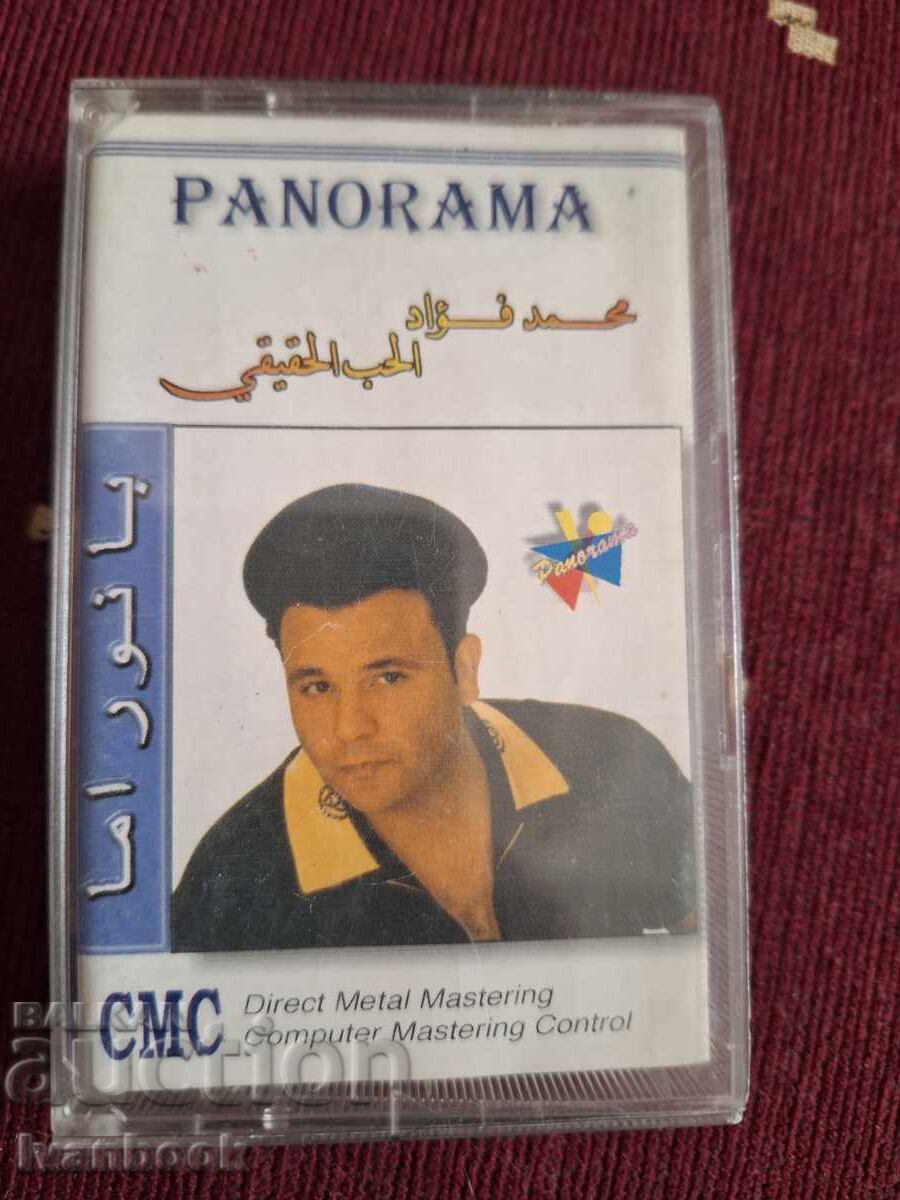 PANORAMA
محمد فؤاد
الحب الحقيقي
بانوراما
Panorama
CMC Direct Metal Mastering
Computer Mastering Control
BALKAN
auction
Ivanbook